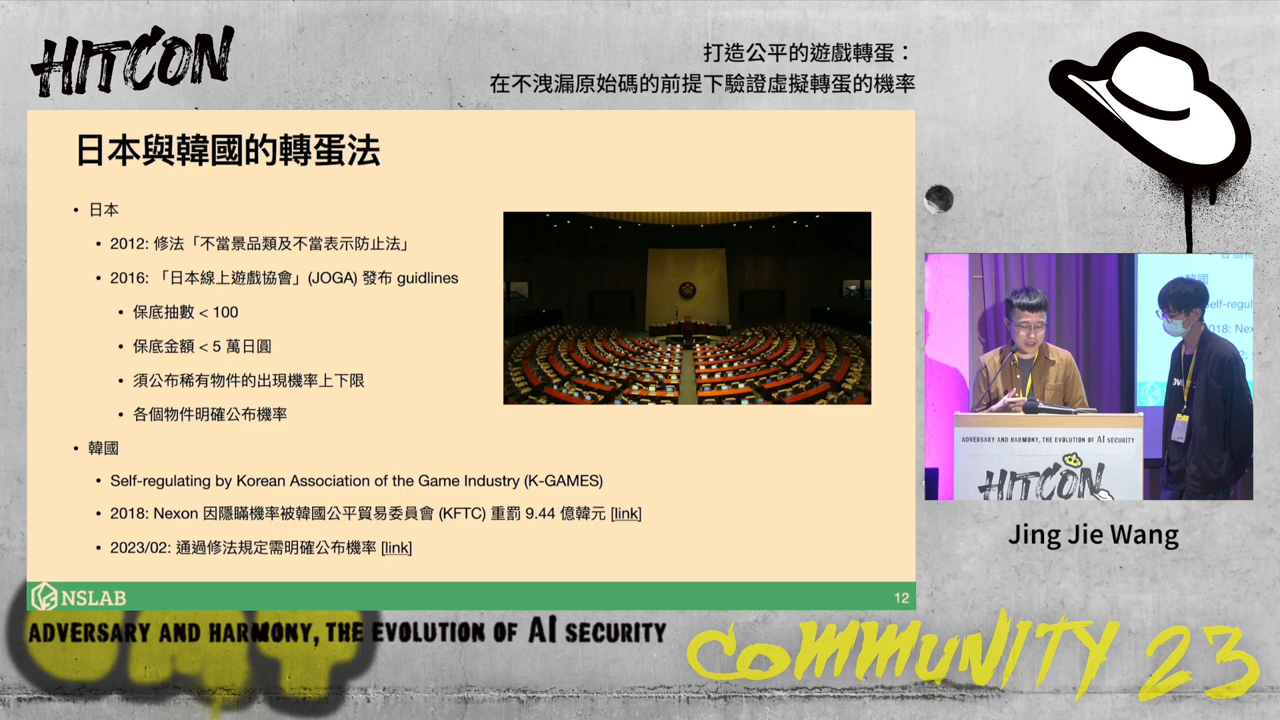 HITCON
打造公平的遊戲轉蛋：
在不洩漏原始碼的前提下驗證虛擬轉蛋的機率
日本與韓國的轉蛋法
• 日本
• 2012: 修法「不當景品類及不當表示防止法」
• 2016: 「日本線上遊戲協會」(JOGA) 發布 guidlines
• 保底抽數 < 100
• 保底金額 < 5 萬日圓
• 須公布稀有物件的出現機率上下限
• 各個物件明確公布機率
• 韓國
• Self-regulating by Korean Association of the Game Industry (K-GAMES)
• 2018: Nexon 因隱瞞機率被韓國公平貿易委員會 (KFTC) 重罰 9.44 億韓元 [link]
• 2023/02: 通過修法規定需明確公布機率 [link]
NSLAB
12
韓國
Self-regul
018: Nex
ADVERSARY AND HARMONY, THE EVOLUTION OF AI SECURITY
HITCON
Jing Jie Wang
ADVERSARY AND HARMONY, THE EVOLUTION OF AI SECURITY
COMMUNITY 23